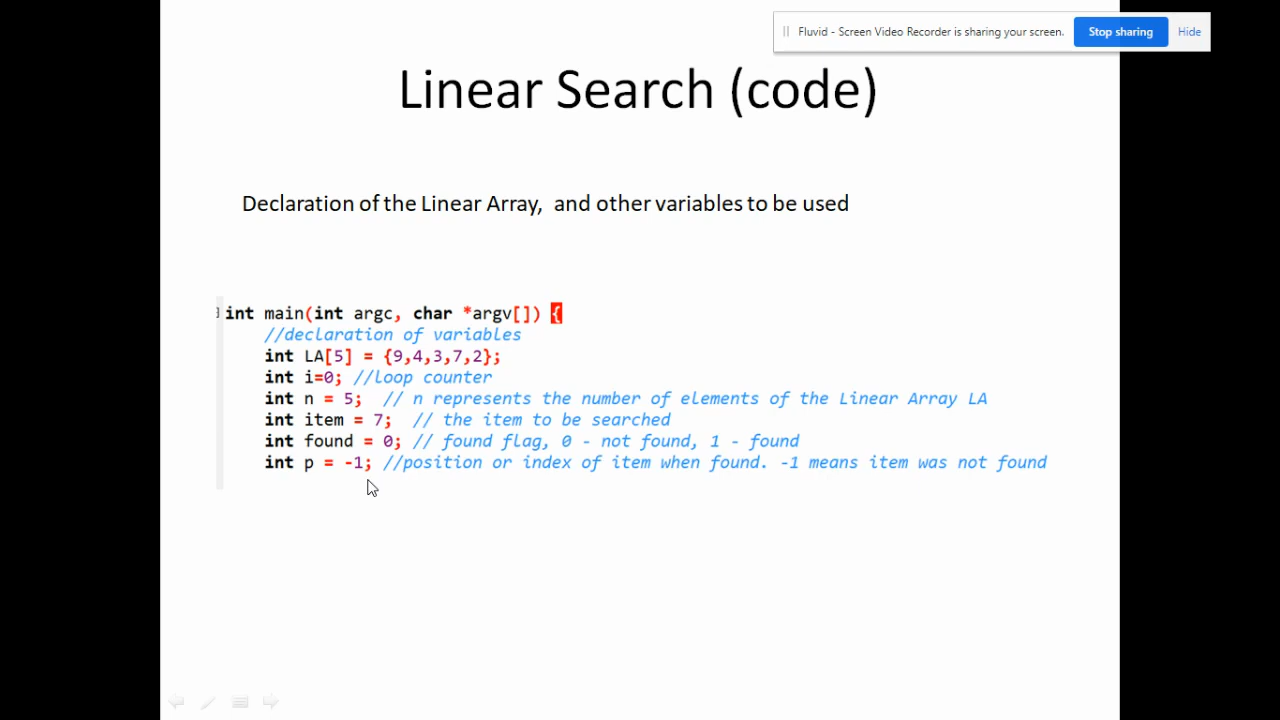 Fluvid - Screen Video Recorder is sharing your screen. Stop sharing Hide
Linear Search (code)
Declaration of the Linear Array,  and other variables to be used
int main(int argc, char *argv[]) {
    //declaration of variables
    int LA[5] = {9,4,3,7,2};
    int i=0; //loop counter
    int n = 5;  // n represents the number of elements of the Linear Array LA
    int item = 7;  // the item to be searched
    int found = 0; // found flag, 0 - not found, 1 - found
    int p = -1; //position or index of item when found. -1 means item was not found